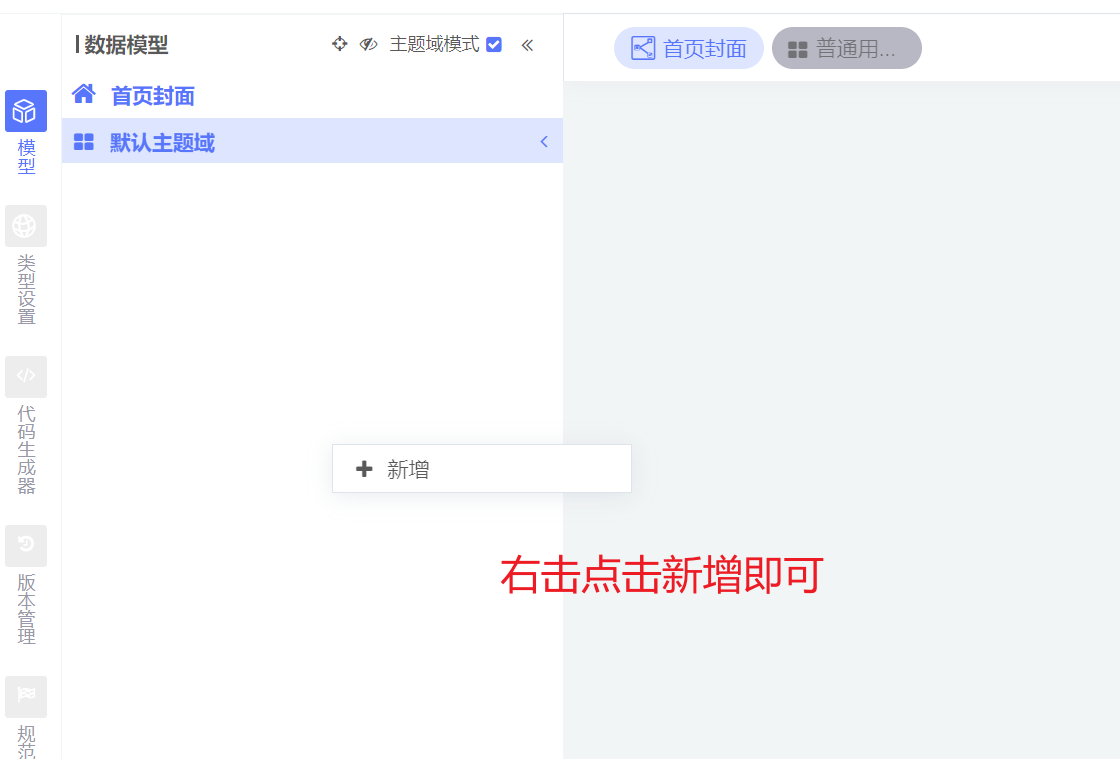 数据模型
主题域模式
首页封面
普通用...
首页封面
默认主题域
模型
类型设置
代码生成器
版本管理
规范
新增
右击点击新增即可